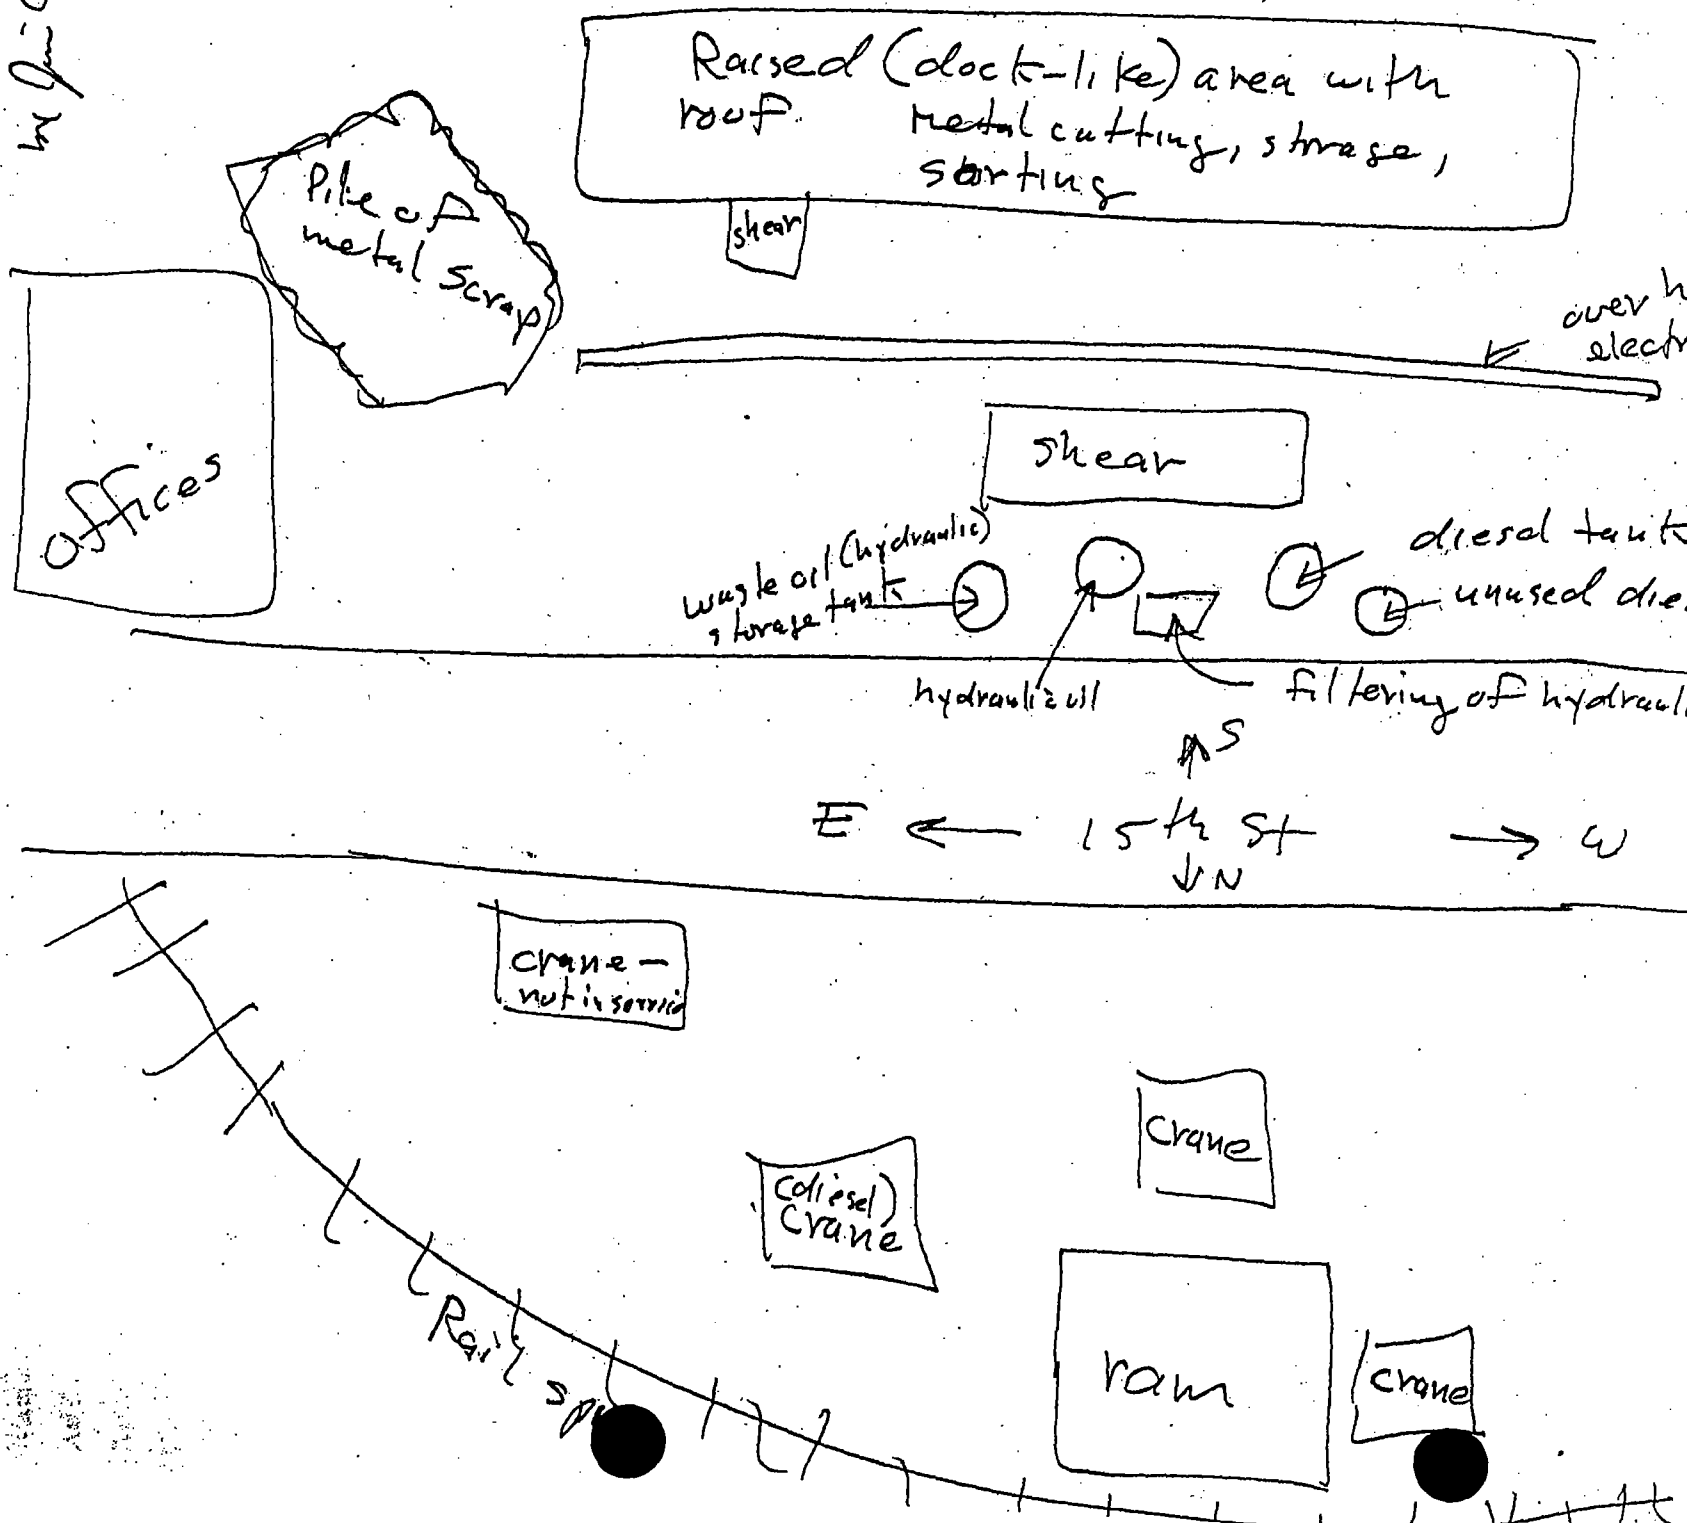 by
Raised (dock-like) area with
roof. metal cutting, storage,
sorting
Pile of
metal scrap
shear
over h
electr
shear
offices
waste oil (hydraulic)
storage tank
diesel tank
unused die
hydraulic oil
filtering of hydraul
S
E ← 15th St → W
N
crane -
not in service
crane
(diesel)
crane
Rail sp
ram
crane